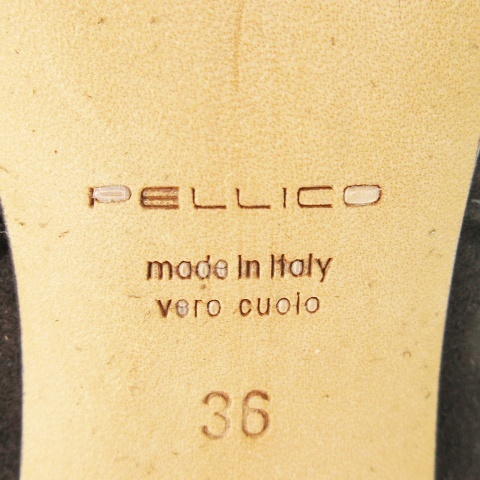 PELLICO
made in Italy
vero cuoio
36